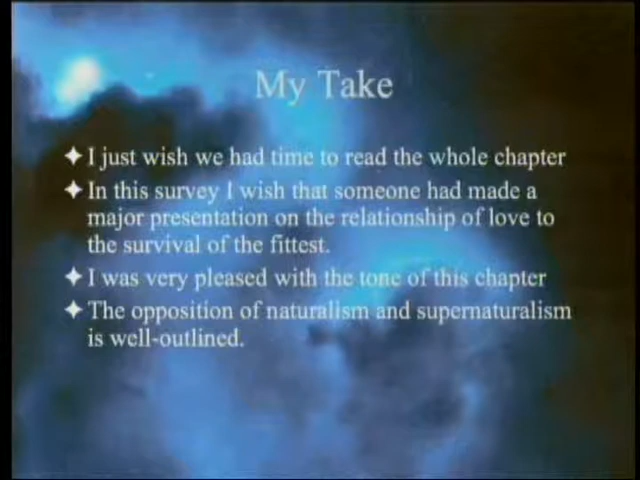 My Take
I just wish we had time to read the whole chapter
In this survey I wish that someone had made a
major presentation on the relationship of love to
the survival of the fittest.
I was very pleased with the tone of this chapter
The opposition of naturalism and supernaturalism
is well-outlined.